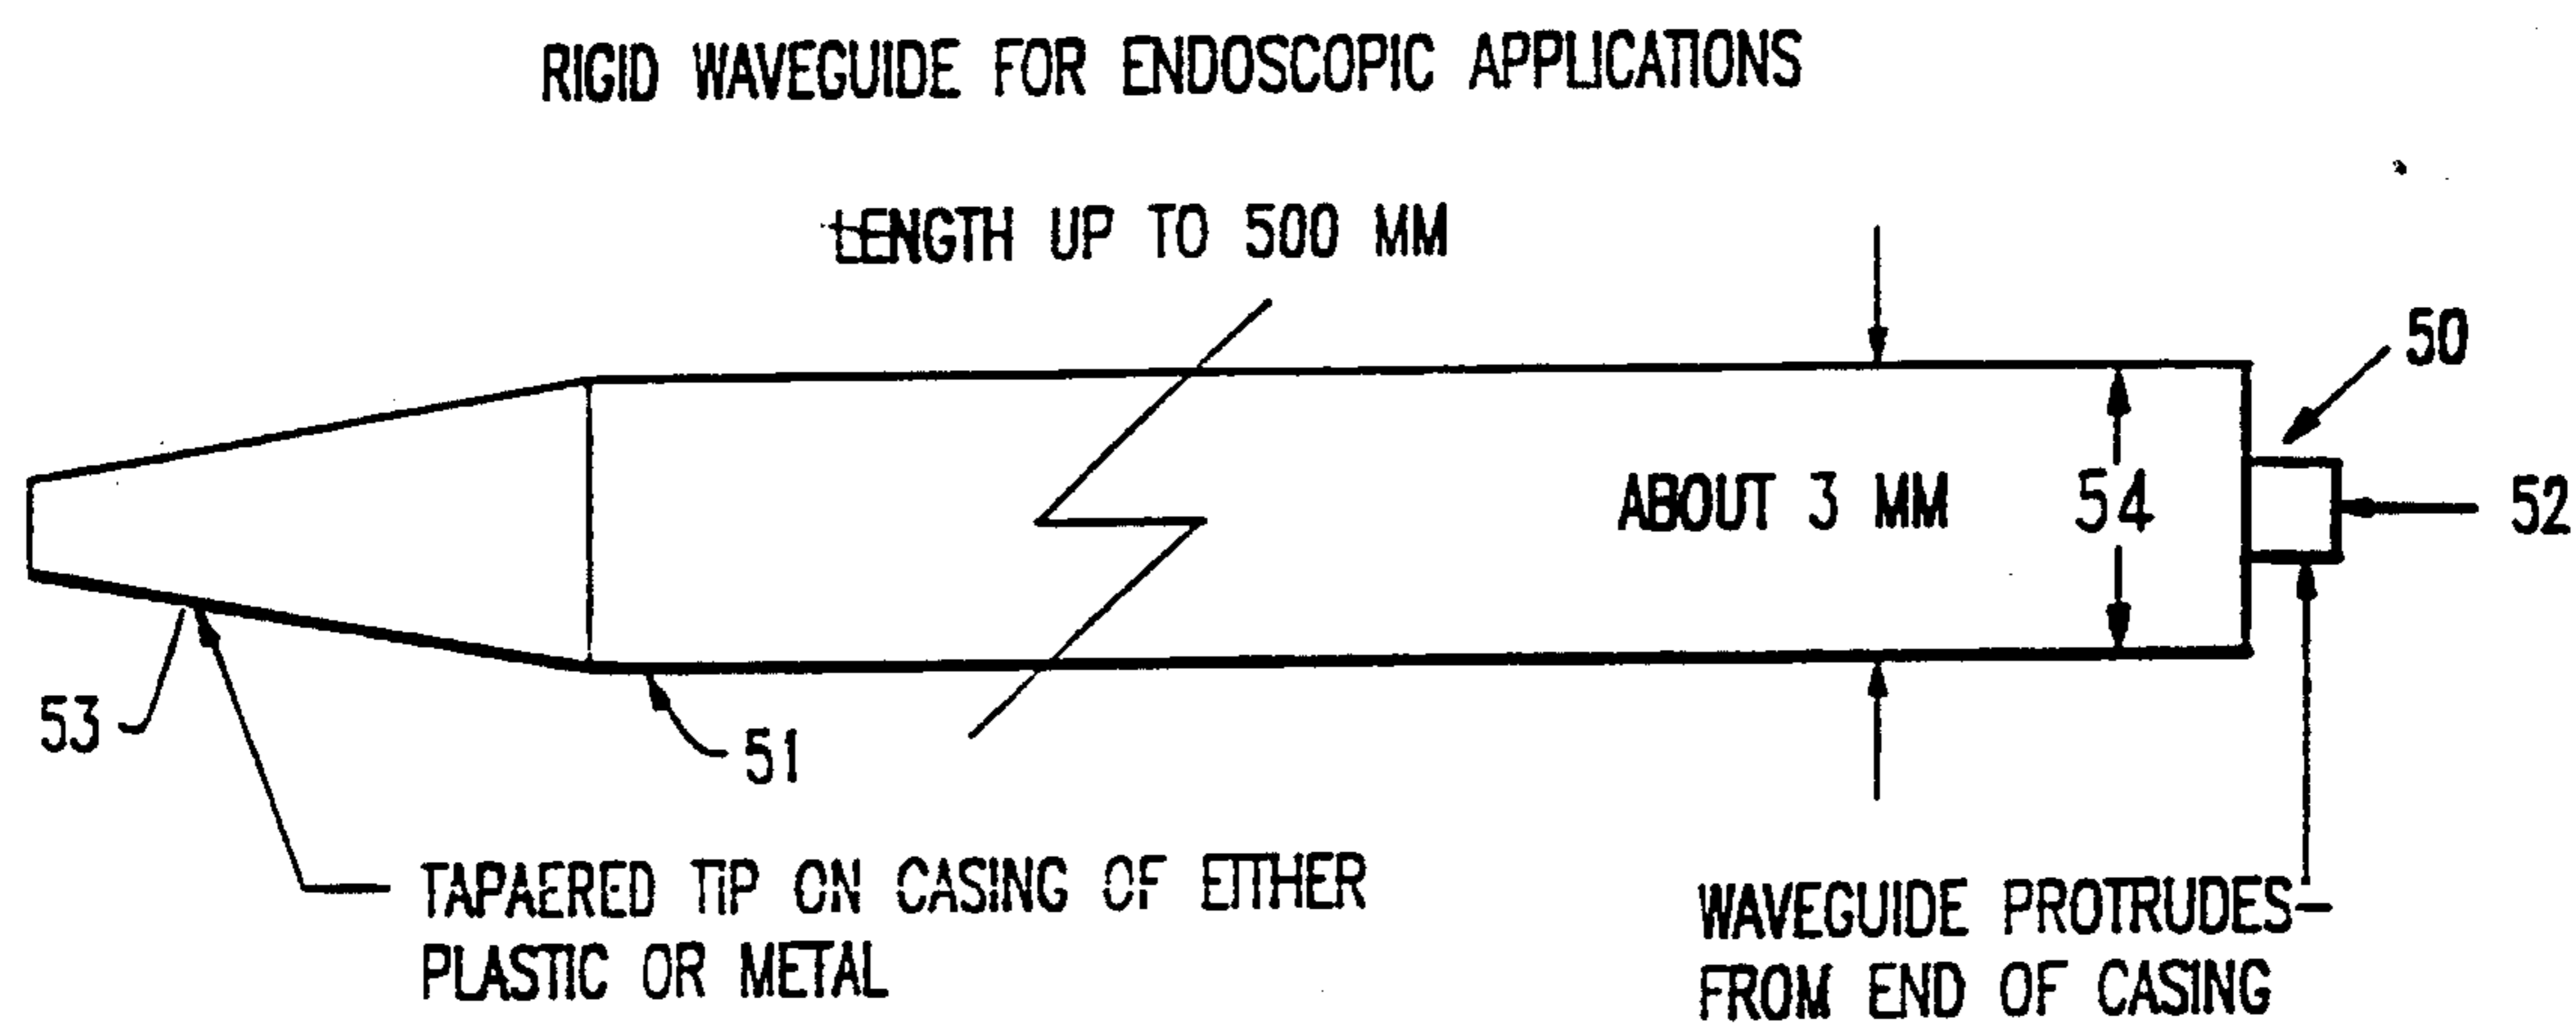 RIGID WAVEGUIDE FOR ENDOSCOPIC APPLICATIONS
LENGTH UP TO 500 MM
50
ABOUT 3 MM
54
52
53
51
TAPAERED TIP ON CASING OF EITHER
PLASTIC OR METAL
WAVEGUIDE PROTRUDES
FROM END OF CASING